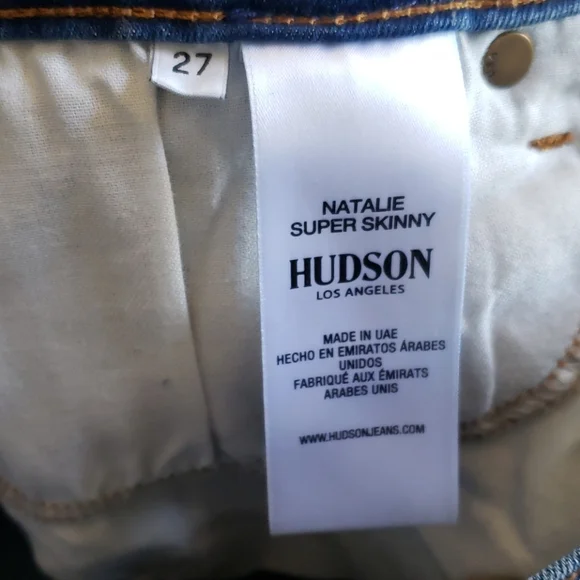 27
NATALIE
SUPER SKINNY
HUDSON
LOS ANGELES
MADE IN UAE
HECHO EN EMIRATOS ÁRABES
UNIDOS
FABRIQUÉ AUX ÉMIRATS
ARABES UNIS
WWW.HUDSONJEANS.COM